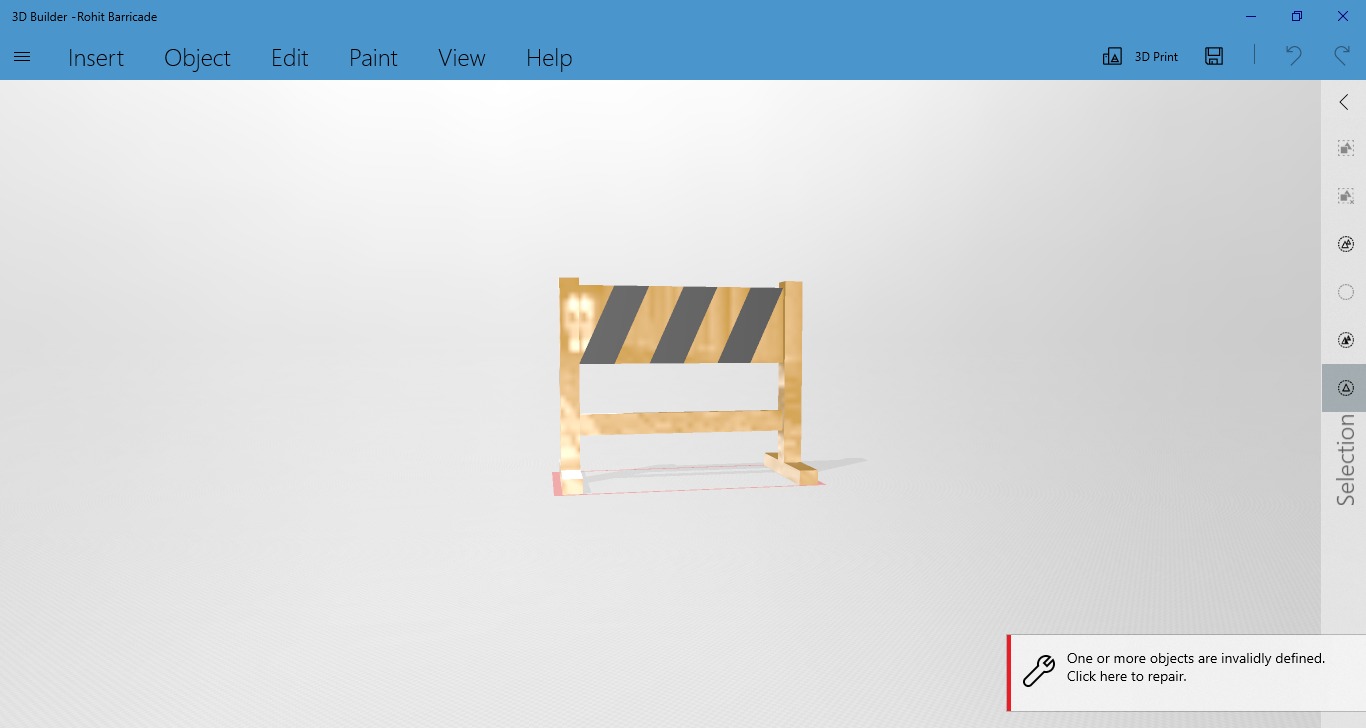 3D Builder -Rohit Barricade
Insert
Object
Edit
Paint
View
Help
3D Print
Selection
One or more objects are invalidly defined.
Click here to repair.